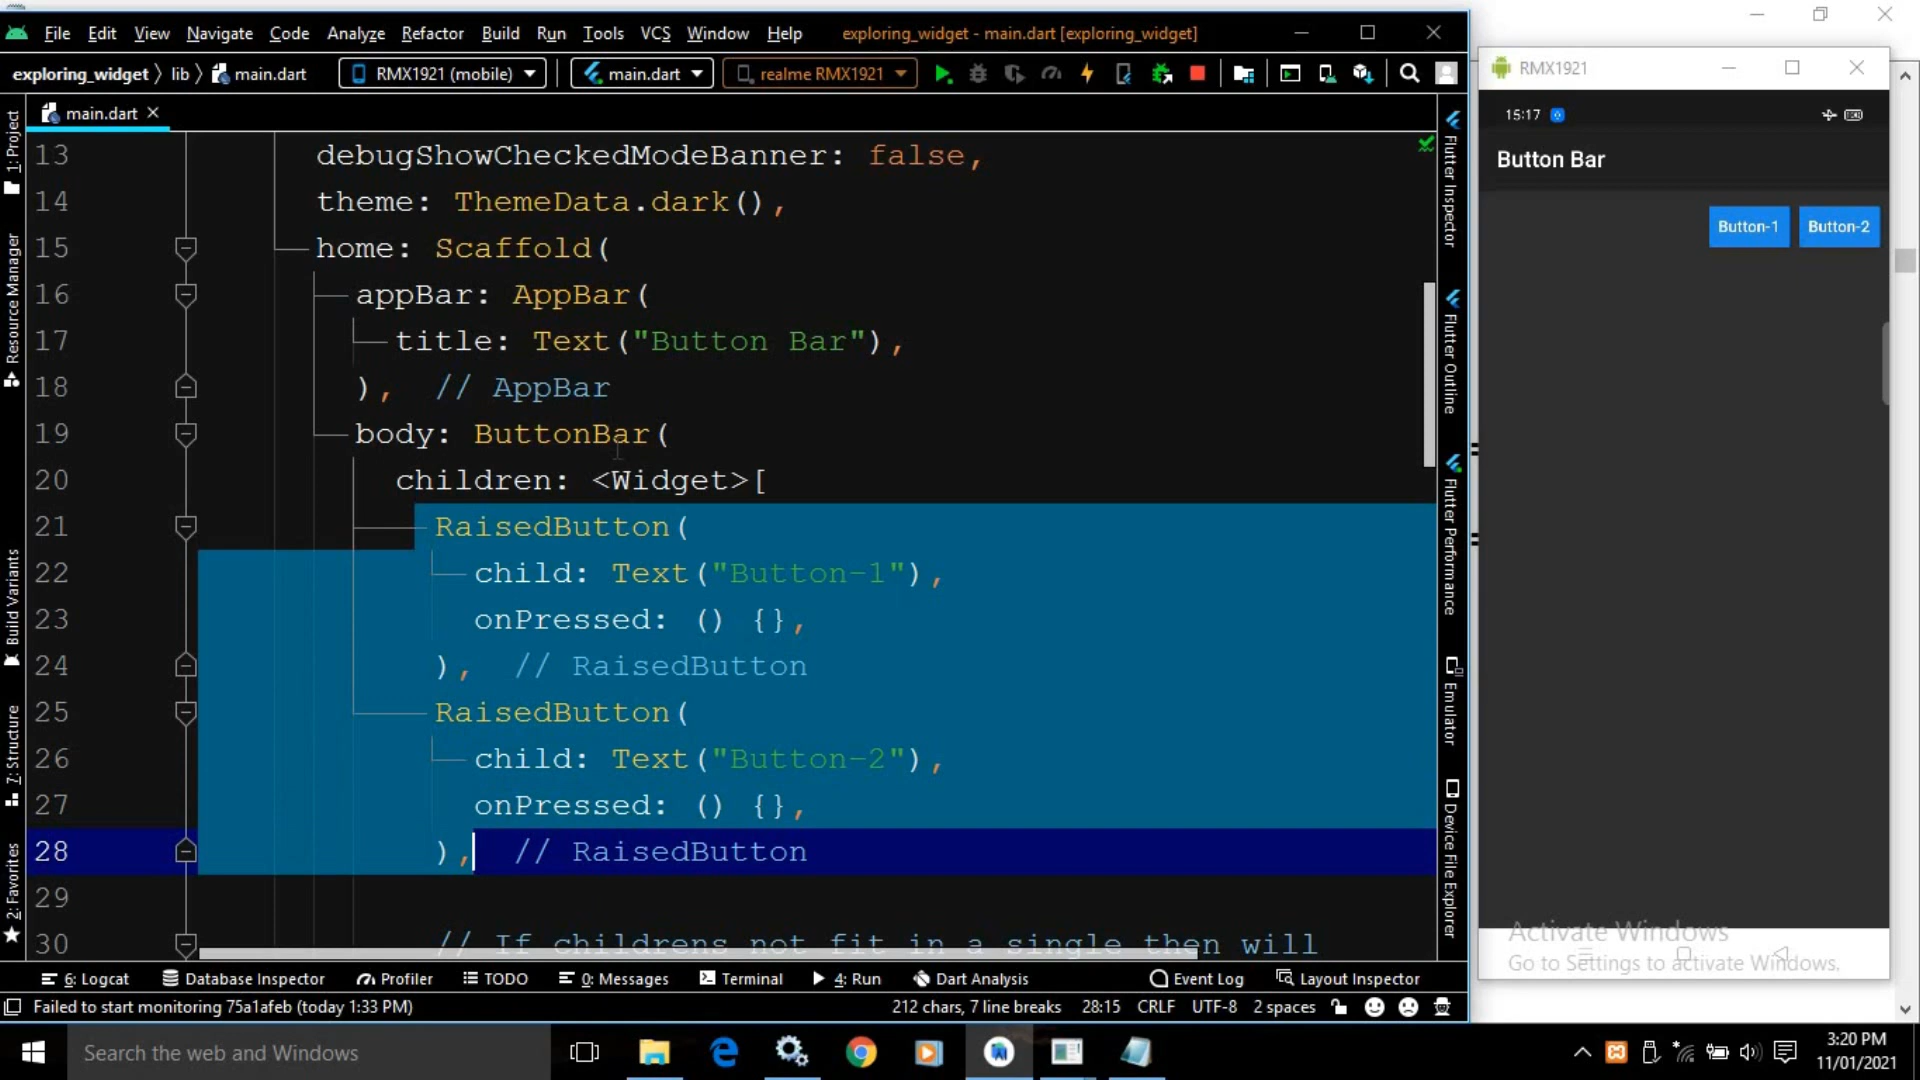 File Edit View Navigate Code Analyze Refactor Build Run Tools VCS Window Help exploring_widget - main.dart [exploring_widget]
exploring_widget lib main.dart RMX1921 (mobile) main.dart realme RMX1921
main.dart
1: Project
Resource Manager
Build Variants
7: Structure
2: Favorites
13 debugShowCheckedModeBanner: false,
14 theme: ThemeData.dark(),
15 home: Scaffold(
16 appBar: AppBar(
17 title: Text("Button Bar"),
18 ), // AppBar
19 body: ButtonBar(
20 children: <Widget>[
21 RaisedButton(
22 child: Text("Button-1"),
23 onPressed: () {},
24 ), // RaisedButton
25 RaisedButton(
26 child: Text("Button-2"),
27 onPressed: () {},
28 ), // RaisedButton
29
30 // If childrens not fit in a single then will
Flutter Inspector
Flutter Outline
Flutter Performance
Emulator
Device File Explorer
RMX1921
15:17
Button Bar
Button-1 Button-2
Activate Windows
Go to Settings to activate Windows.
6: Logcat Database Inspector Profiler TODO 0: Messages Terminal 4: Run Dart Analysis Event Log Layout Inspector
Failed to start monitoring 75a1afeb (today 1:33 PM) 212 chars, 7 line breaks 28:15 CRLF UTF-8 2 spaces
Search the web and Windows
3:20 PM
11/01/2021